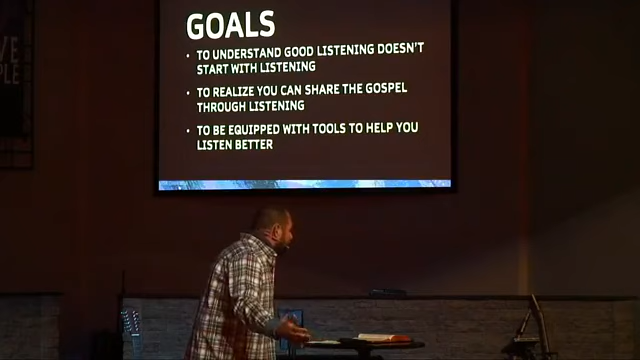 GOALS
• TO UNDERSTAND GOOD LISTENING DOESN'T
START WITH LISTENING
• TO REALIZE YOU CAN SHARE THE GOSPEL
THROUGH LISTENING
• TO BE EQUIPPED WITH TOOLS TO HELP YOU
LISTEN BETTER